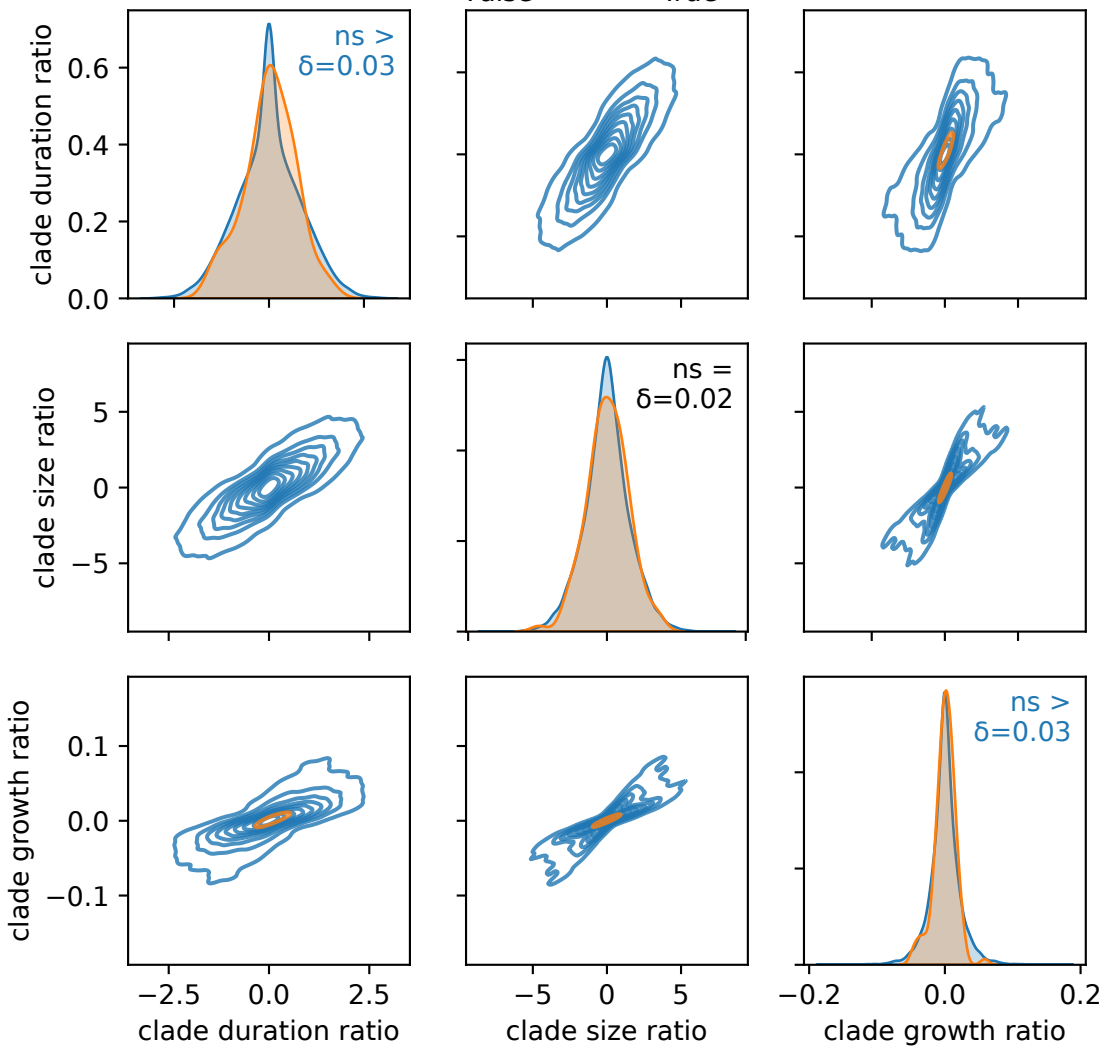 False True
clade duration ratio
0.6
0.4
0.2
0.0
ns >
δ=0.03
clade size ratio
5
0
−5
ns =
δ=0.02
clade growth ratio
0.1
0.0
−0.1
ns >
δ=0.03
−2.5 0.0 2.5
−5 0 5
−0.2 0.0 0.2
clade duration ratio
clade size ratio
clade growth ratio